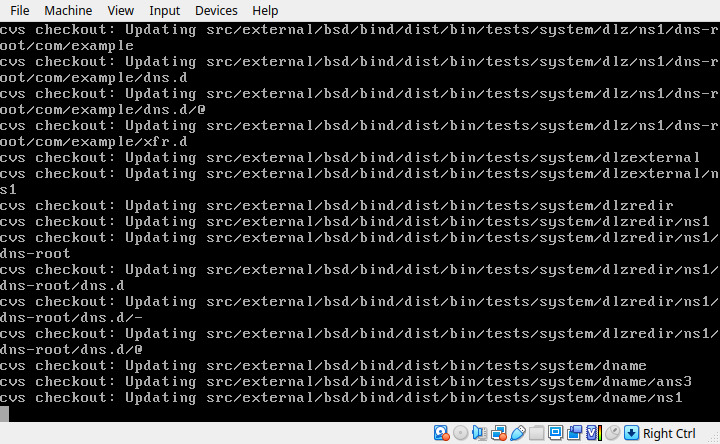 File Machine View Input Devices Help
cvs checkout: Updating src/external/bsd/bind/dist/bin/tests/system/dlz/ns1/dns-r
oot/com/example
cvs checkout: Updating src/external/bsd/bind/dist/bin/tests/system/dlz/ns1/dns-r
oot/com/example/dns.d
cvs checkout: Updating src/external/bsd/bind/dist/bin/tests/system/dlz/ns1/dns-r
oot/com/example/dns.d/@
cvs checkout: Updating src/external/bsd/bind/dist/bin/tests/system/dlz/ns1/dns-r
oot/com/example/xfr.d
cvs checkout: Updating src/external/bsd/bind/dist/bin/tests/system/dlzexternal
cvs checkout: Updating src/external/bsd/bind/dist/bin/tests/system/dlzexternal/n
s1
cvs checkout: Updating src/external/bsd/bind/dist/bin/tests/system/dlzredir
cvs checkout: Updating src/external/bsd/bind/dist/bin/tests/system/dlzredir/ns1
cvs checkout: Updating src/external/bsd/bind/dist/bin/tests/system/dlzredir/ns1/
dns-root
cvs checkout: Updating src/external/bsd/bind/dist/bin/tests/system/dlzredir/ns1/
dns-root/dns.d
cvs checkout: Updating src/external/bsd/bind/dist/bin/tests/system/dlzredir/ns1/
dns-root/dns.d/-
cvs checkout: Updating src/external/bsd/bind/dist/bin/tests/system/dlzredir/ns1/
dns-root/dns.d/@
cvs checkout: Updating src/external/bsd/bind/dist/bin/tests/system/dname
cvs checkout: Updating src/external/bsd/bind/dist/bin/tests/system/dname/ans3
cvs checkout: Updating src/external/bsd/bind/dist/bin/tests/system/dname/ns1
Right Ctrl